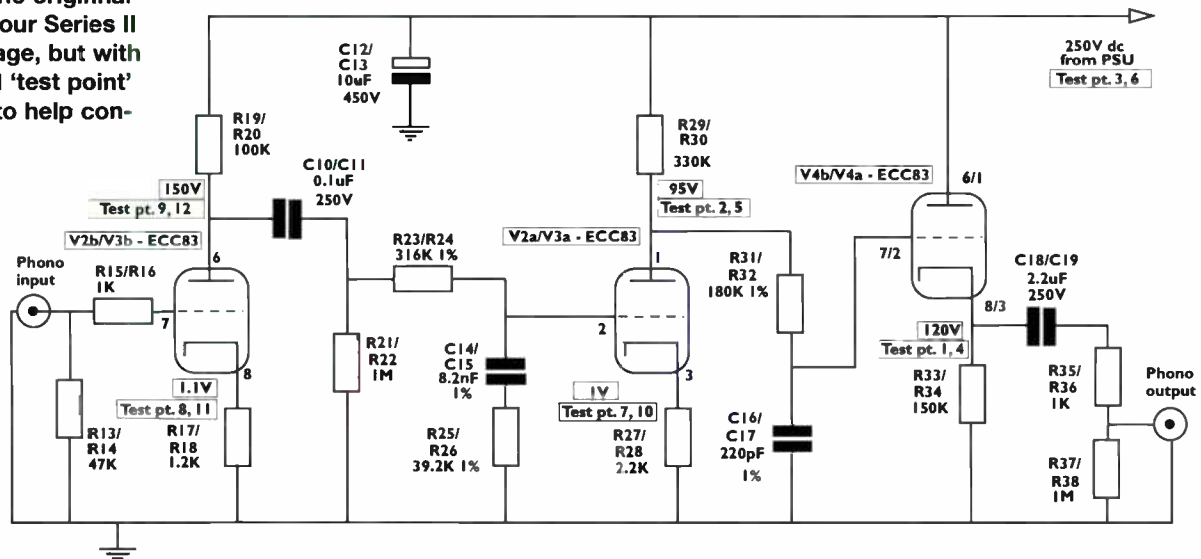 the originnal
our Series II
age, but with
l 'test point'
to help con-
C12/
C13
10uF
450V
250V dc
from PSU
Test pt. 3, 6
R19/
R20
100K
C10/C11
0.1uF
250V
150V
Test pt. 9, 12
V2b/V3b - ECC83
6
7
8
Phono
input
R15/R16
1K
R13/
R14
47K
1.1V
Test pt. 8, 11
R17/
R18
1.2K
R21/
R22
1M
R23/R24
316K 1%
C14/
C15
8.2nF
1%
R25/
R26
39.2K 1%
R29/
R30
330K
95V
Test pt. 2, 5
V2a/V3a - ECC83
1
2
3
1V
Test pt. 7, 10
R27/
R28
2.2K
R31/
R32
180K 1%
C16/
C17
220pF
1%
V4b/V4a - ECC83
6/1
7/2
8/3
120V
Test pt. 1, 4
R33/
R34
150K
C18/C19
2.2uF
250V
R35/
R36
1K
Phono
output
R37/
R38
1M